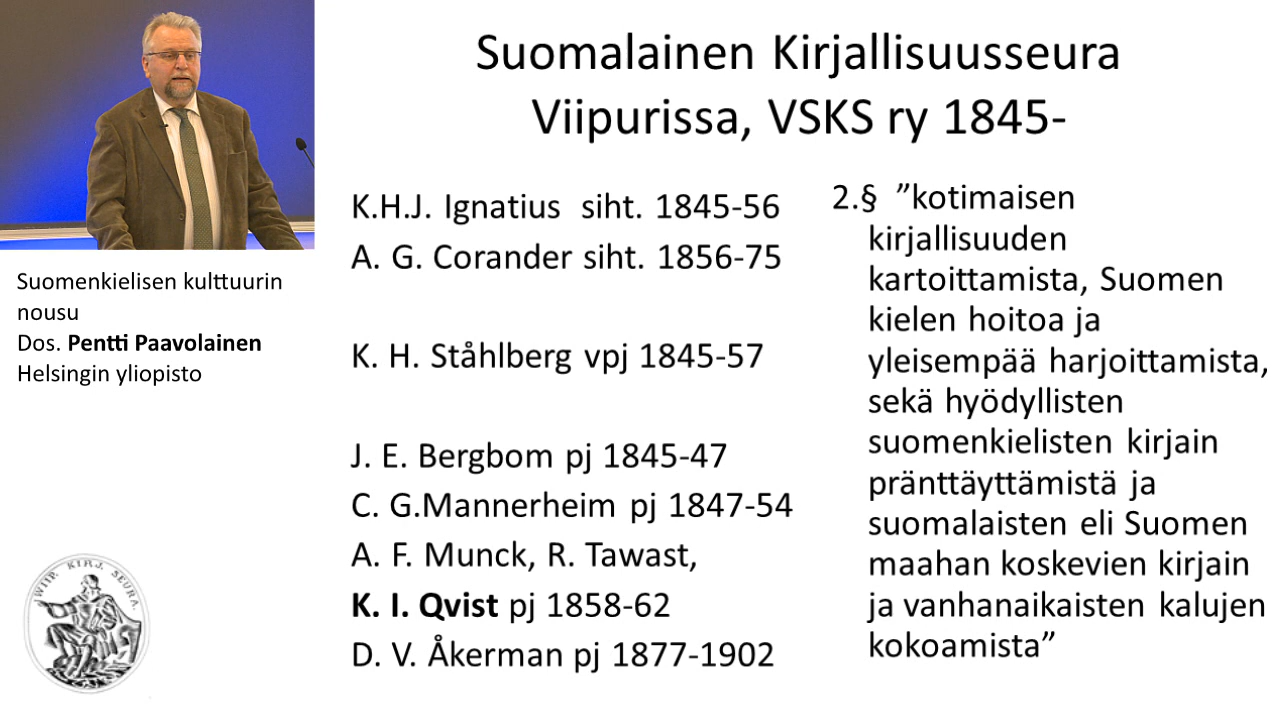 Suomalainen Kirjallisuusseura
Viipurissa, VSKS ry 1845-
K.H.J. Ignatius siht. 1845-56
A. G. Corander siht. 1856-75
K. H. Ståhlberg vpj 1845-57
J. E. Bergbom pj 1845-47
C. G.Mannerheim pj 1847-54
A. F. Munck, R. Tawast,
K. I. Qvist pj 1858-62
D. V. Åkerman pj 1877-1902
2.§ ”kotimaisen
kirjallisuuden
kartoittamista, Suomen
kielen hoitoa ja
yleisempää harjoittamista,
sekä hyödyllisten
suomenkielisten kirjain
pränttäyttämistä ja
suomalaisten eli Suomen
maahan koskevien kirjain
ja vanhanaikaisten kalujen
kokoamista”
Suomenkielisen kulttuurin
nousu
Dos. Pentti Paavolainen
Helsingin yliopisto
WIIP. KIRJ. SEURA.